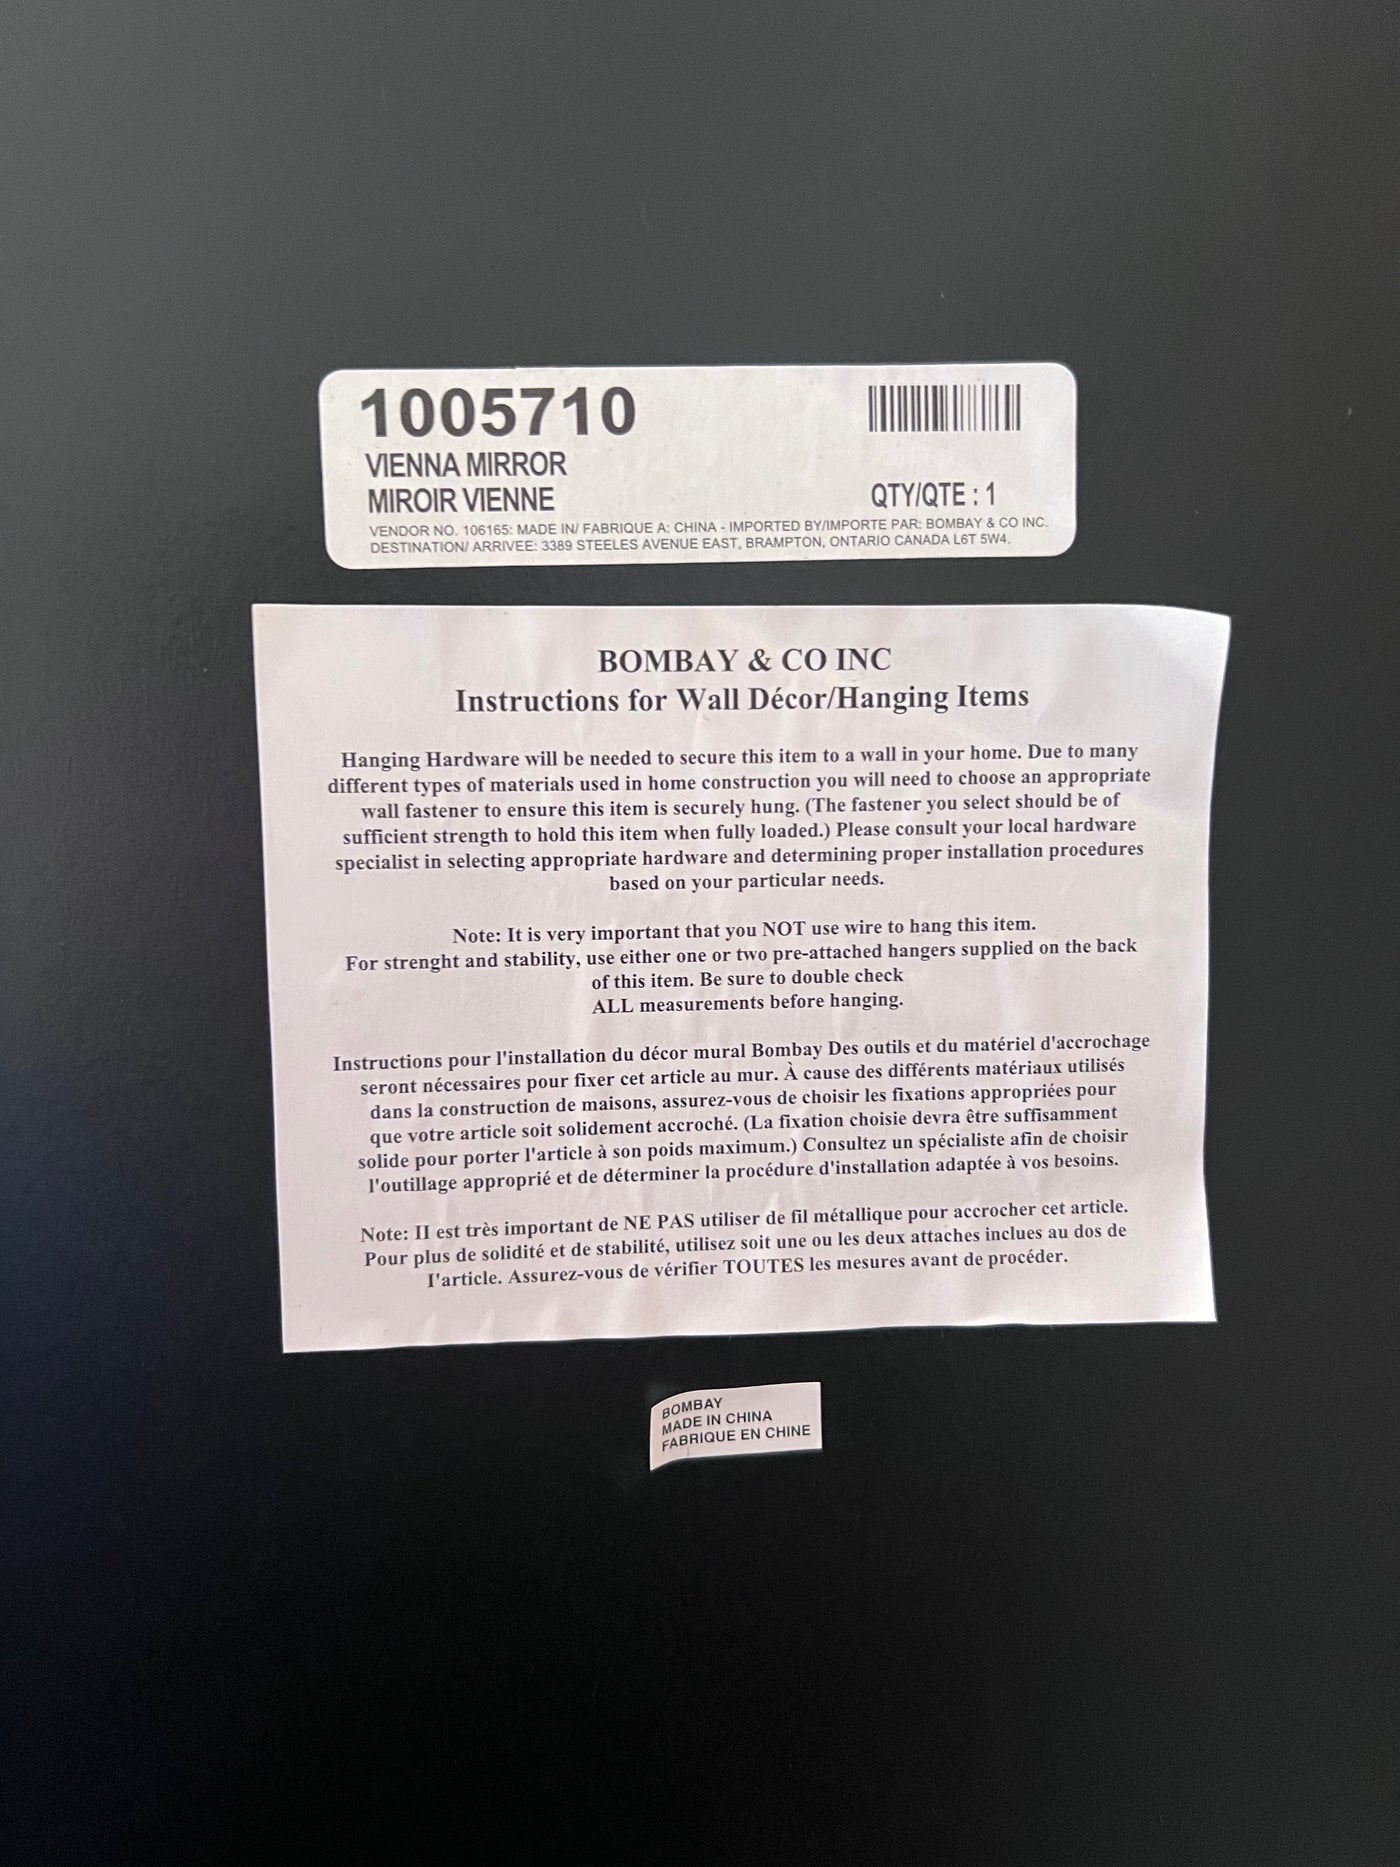 1005710
VIENNA MIRROR
MIROIR VIENNE
QTY/QTE : 1
VENDOR NO. 106165: MADE IN/ FABRIQUE A: CHINA - IMPORTED BY/IMPORTE PAR: BOMBAY & CO INC.
DESTINATION/ ARRIVEE: 3389 STEELES AVENUE EAST, BRAMPTON, ONTARIO CANADA L6T 5W4.
BOMBAY & CO INC
Instructions for Wall Décor/Hanging Items
Hanging Hardware will be needed to secure this item to a wall in your home. Due to many
different types of materials used in home construction you will need to choose an appropriate
wall fastener to ensure this item is securely hung. (The fastener you select should be of
sufficient strength to hold this item when fully loaded.) Please consult your local hardware
specialist in selecting appropriate hardware and determining proper installation procedures
based on your particular needs.
Note: It is very important that you NOT use wire to hang this item.
For strenght and stability, use either one or two pre-attached hangers supplied on the back
of this item. Be sure to double check
ALL measurements before hanging.
Instructions pour l'installation du décor mural Bombay Des outils et du matériel d'accrochage
seront nécessaires pour fixer cet article au mur. À cause des différents matériaux utilisés
dans la construction de maisons, assurez-vous de choisir les fixations appropriées pour
que votre article soit solidement accroché. (La fixation choisie devra être suffisamment
solide pour porter l'article à son poids maximum.) Consultez un spécialiste afin de choisir
l'outillage approprié et de déterminer la procédure d'installation adaptée à vos besoins.
Note: II est très important de NE PAS utiliser de fil métallique pour accrocher cet article.
Pour plus de solidité et de stabilité, utilisez soit une ou les deux attaches inclues au dos de
I'article. Assurez-vous de vérifier TOUTES les mesures avant de procéder.
BOMBAY
MADE IN CHINA
FABRIQUE EN CHINE